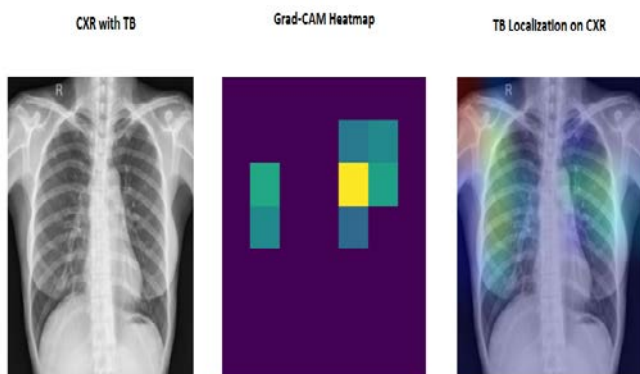 CXR with TB
Grad-CAM Heatmap
TB Localization on CXR
R
R